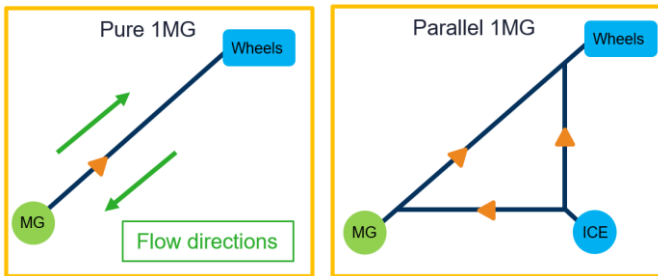 Pure 1MG
Wheels
MG
Flow directions
Parallel 1MG
Wheels
MG
ICE